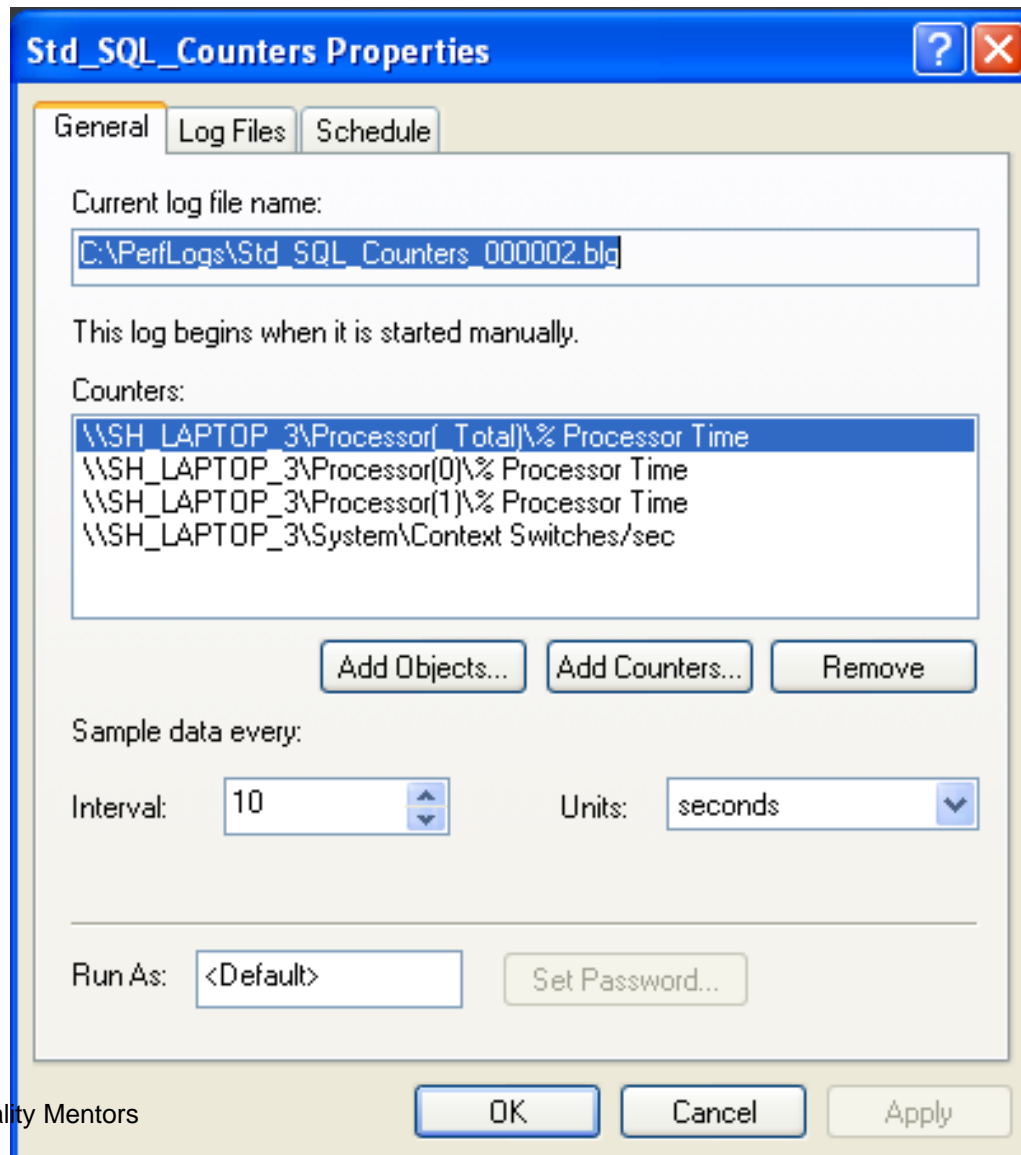 Std_SQL_Counters Properties
General Log Files Schedule
Current log file name:
C:\PerfLogs\Std_SQL_Counters_000002.blg
This log begins when it is started manually.
Counters:
\\SH_LAPTOP_3\Processor(_Total)\% Processor Time
\\SH_LAPTOP_3\Processor(0)\% Processor Time
\\SH_LAPTOP_3\Processor(1)\% Processor Time
\\SH_LAPTOP_3\System\Context Switches/sec
Add Objects... Add Counters... Remove
Sample data every:
Interval: 10 Units: seconds
Run As: <Default> Set Password...
Mentors OK Cancel Apply